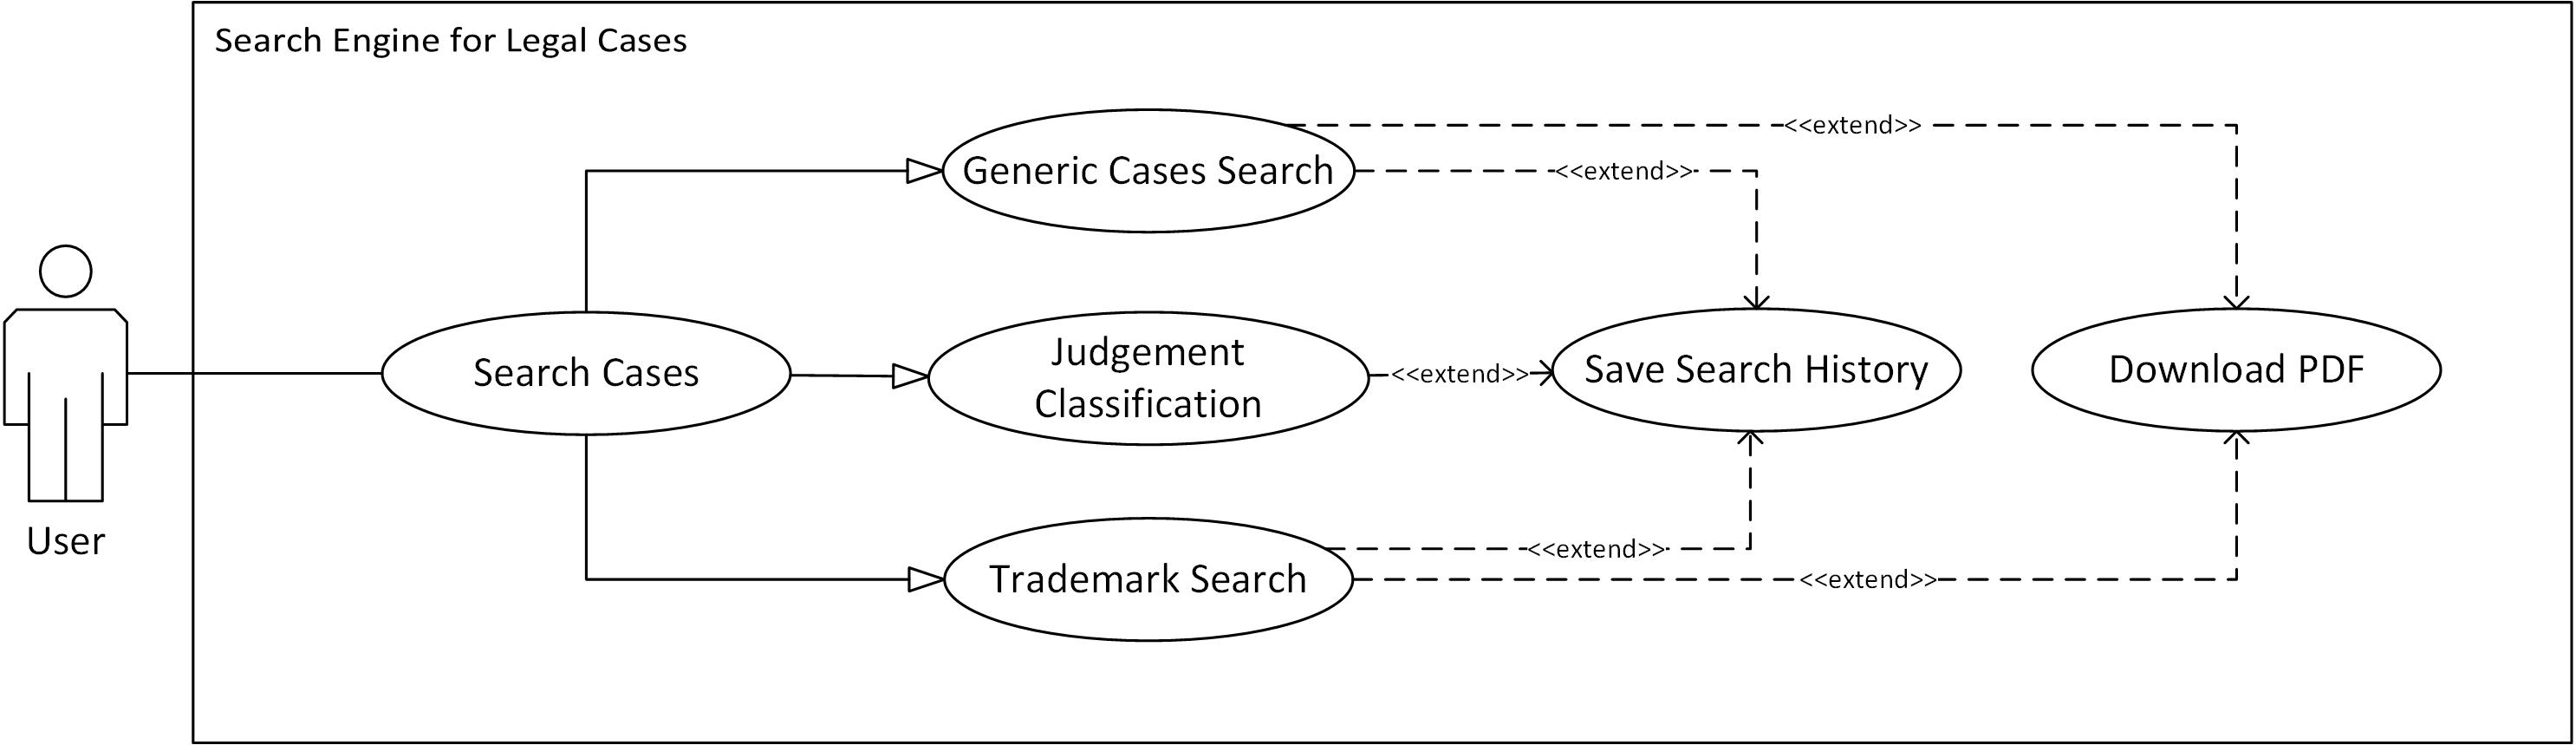 Search Engine for Legal Cases
<<extend>>
Generic Cases Search
<<extend>>
Search Cases
Judgement
Classification
<<extend>>
Save Search History
Download PDF
User
<<extend>>
Trademark Search
<<extend>>